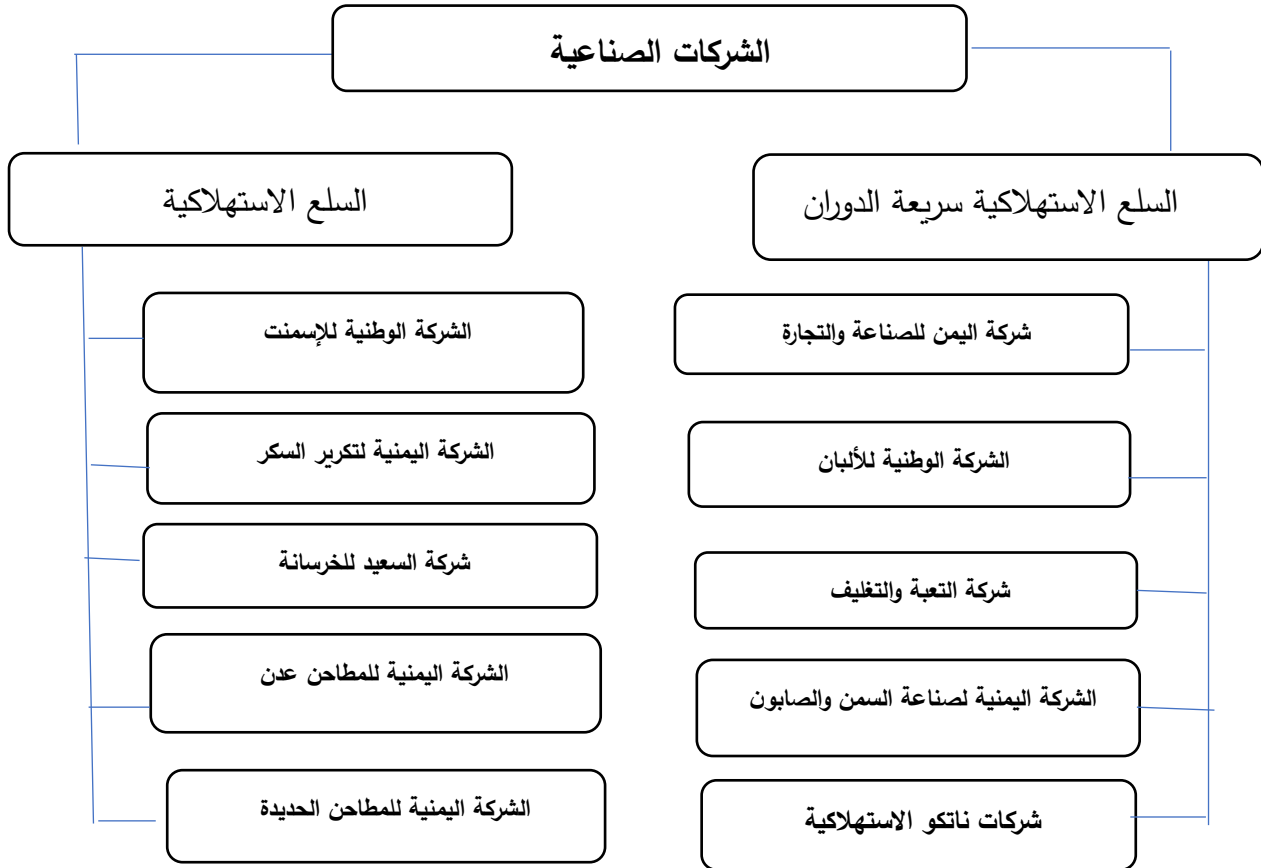 الشركات الصناعية
السلع الاستهلاكية سريعة الدوران
شركة اليمن للصناعة والتجارة
الشركة الوطنية للألبان
شركة التعبة والتغليف
الشركة اليمنية لصناعة السمن والصابون
شركات ناتكو الاستهلاكية
السلع الاستهلاكية
الشركة الوطنية للإسمنت
الشركة اليمنية لتكرير السكر
شركة السعيد للخرسانة
الشركة اليمنية للمطاحن عدن
الشركة اليمنية للمطاحن الحديدة